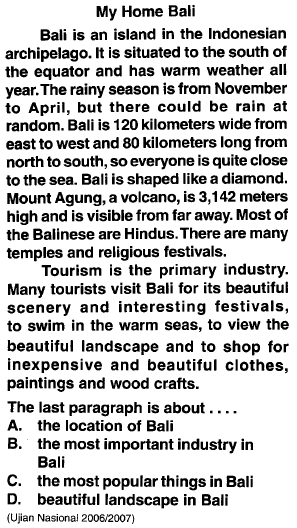 My Home Bali
Bali is an island in the Indonesian
archipelago. It is situated to the south of
the equator and has warm weather all
year. The rainy season is from November
to April, but there could be rain at
random. Bali is 120 kilometers wide from
east to west and 80 kilometers long from
north to south, so everyone is quite close
to the sea. Bali is shaped like a diamond.
Mount Agung, a volcano, is 3,142 meters
high and is visible from far away. Most of
the Balinese are Hindus. There are many
temples and religious festivals.
Tourism is the primary industry.
Many tourists visit Bali for its beautiful
scenery and interesting festivals,
to swim in the warm seas, to view the
beautiful landscape and to shop for
inexpensive and beautiful clothes,
paintings and wood crafts.
The last paragraph is about . . . .
A. the location of Bali
B. the most important industry in
Bali
C. the most popular things in Bali
D. beautiful landscape in Bali
(Ujian Nasional 2006/2007)